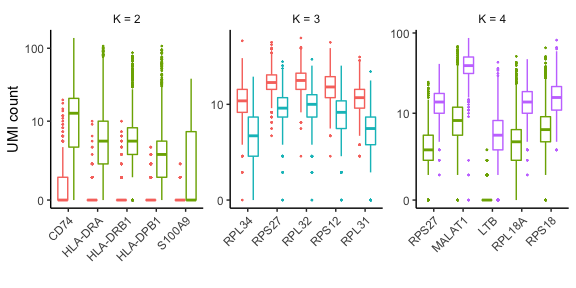 K = 2
K = 3
K = 4
UMI count
100
10
0
10
0
100
10
0
CD74
HLA-DRA
HLA-DRB1
HLA-DPB1
S100A9
RPL34
RPS27
RPL32
RPS12
RPL31
RPS27
MALAT1
LTB
RPL18A
RPS18